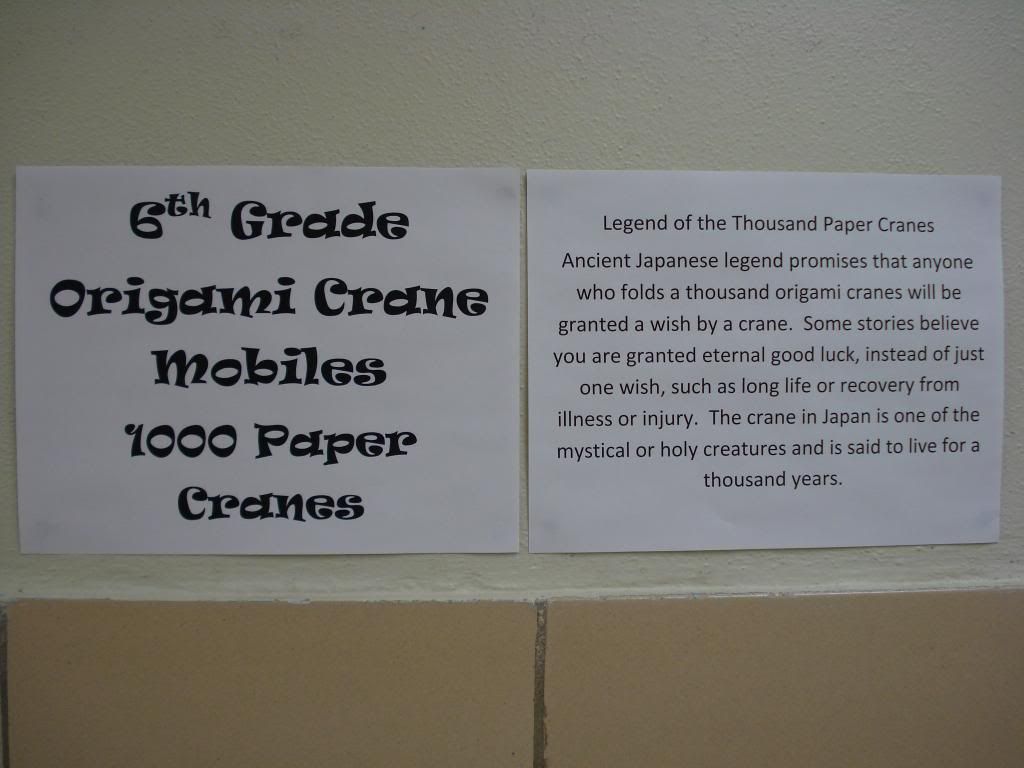 6th Grade
Origami Crane
Mobiles
1000 Paper
Cranes
Legend of the Thousand Paper Cranes
Ancient Japanese legend promises that anyone
who folds a thousand origami cranes will be
granted a wish by a crane.  Some stories believe
you are granted eternal good luck, instead of just
one wish, such as long life or recovery from
illness or injury.  The crane in Japan is one of the
mystical or holy creatures and is said to live for a
thousand years.